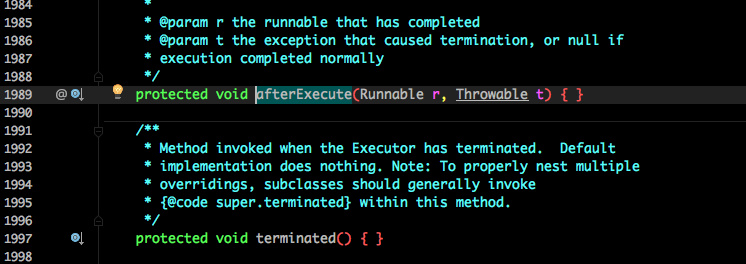 1984 *
1985 * @param r the runnable that has completed
1986 * @param t the exception that caused termination, or null if
1987 * execution completed normally
1988 */
1989 @ protected void afterExecute(Runnable r, Throwable t) { }
1990
1991 /**
1992 * Method invoked when the Executor has terminated.  Default
1993 * implementation does nothing. Note: To properly nest multiple
1994 * overridings, subclasses should generally invoke
1995 * {@code super.terminated} within this method.
1996 */
1997 protected void terminated() { }
1998